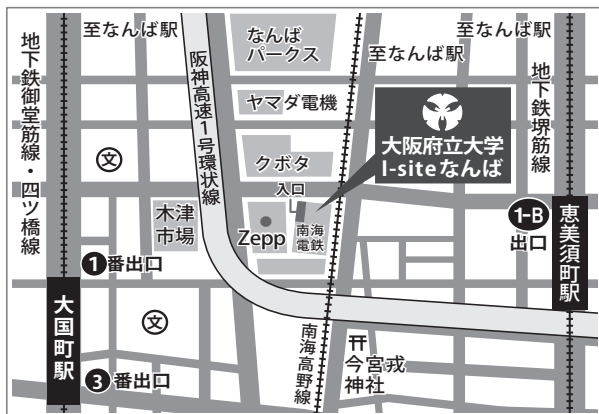 至なんば駅
なんば
パークス
至なんば駅
至なんば駅
地下鉄御堂筋線・四ツ橋線
阪神高速1号環状線
ヤマダ電機
地下鉄堺筋線
大阪府立大学
I-siteなんば
文
クボタ
入口
木津
市場
Zepp
南海
電鉄
1-B
出口
恵美須町駅
1番出口
大国町駅
文
3番出口
南海高野線
今宮戎
神社